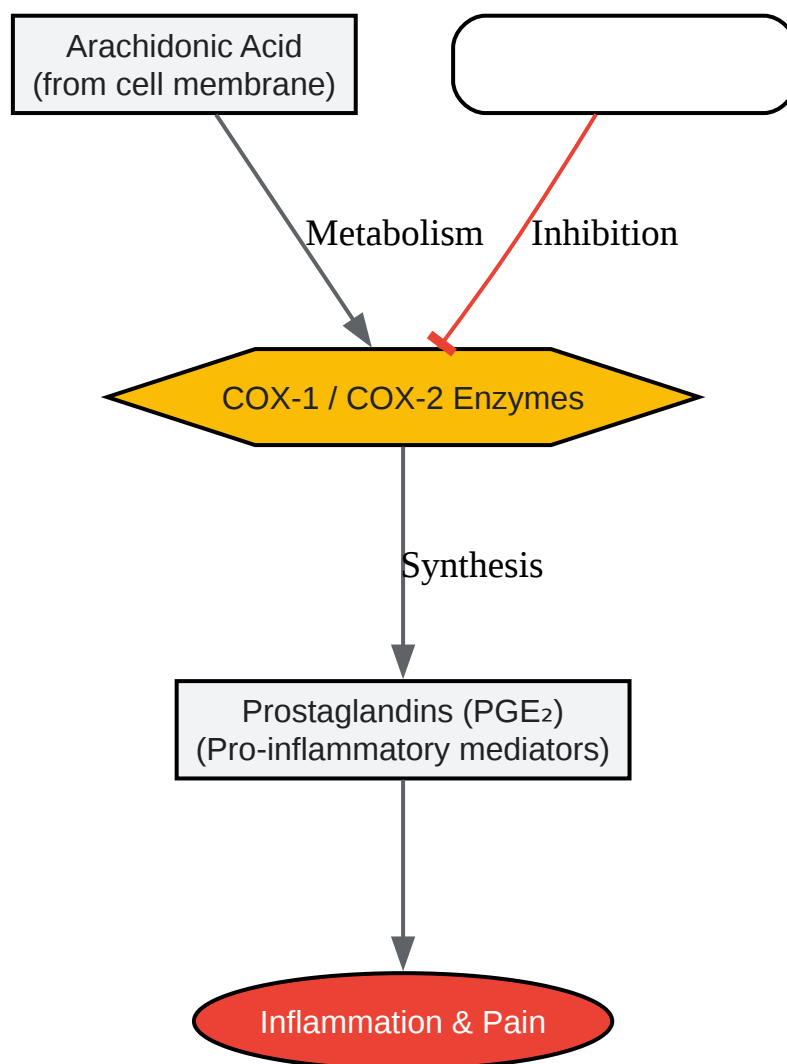 Arachidonic Acid
(from cell membrane)
Metabolism
Inhibition
COX-1 / COX-2 Enzymes
Synthesis
Prostaglandins (PGE₂)
(Pro-inflammatory mediators)
Inflammation & Pain